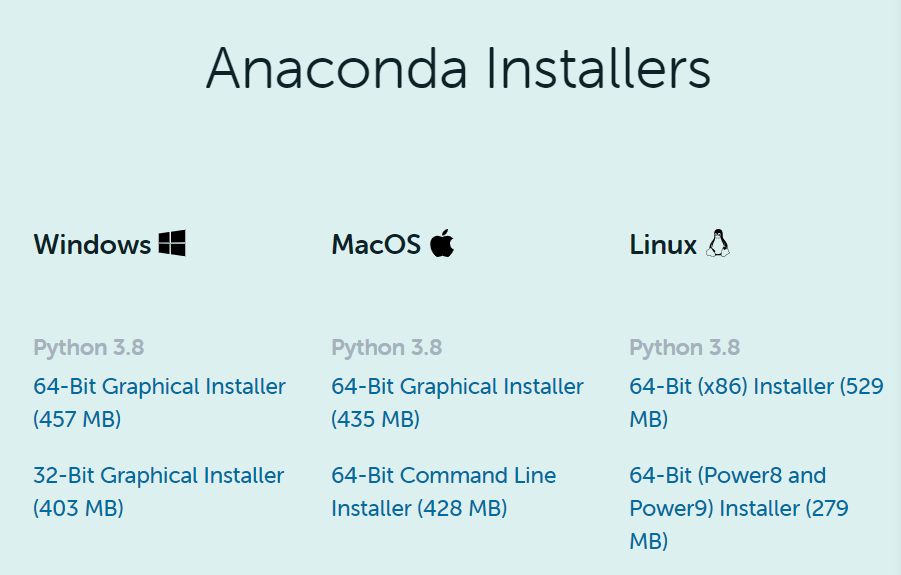 Anaconda Installers
Windows
Python 3.8
64-Bit Graphical Installer
(457 MB)
32-Bit Graphical Installer
(403 MB)
MacOS
Python 3.8
64-Bit Graphical Installer
(435 MB)
64-Bit Command Line
Installer (428 MB)
Linux
Python 3.8
64-Bit (x86) Installer (529
MB)
64-Bit (Power8 and
Power9) Installer (279
MB)